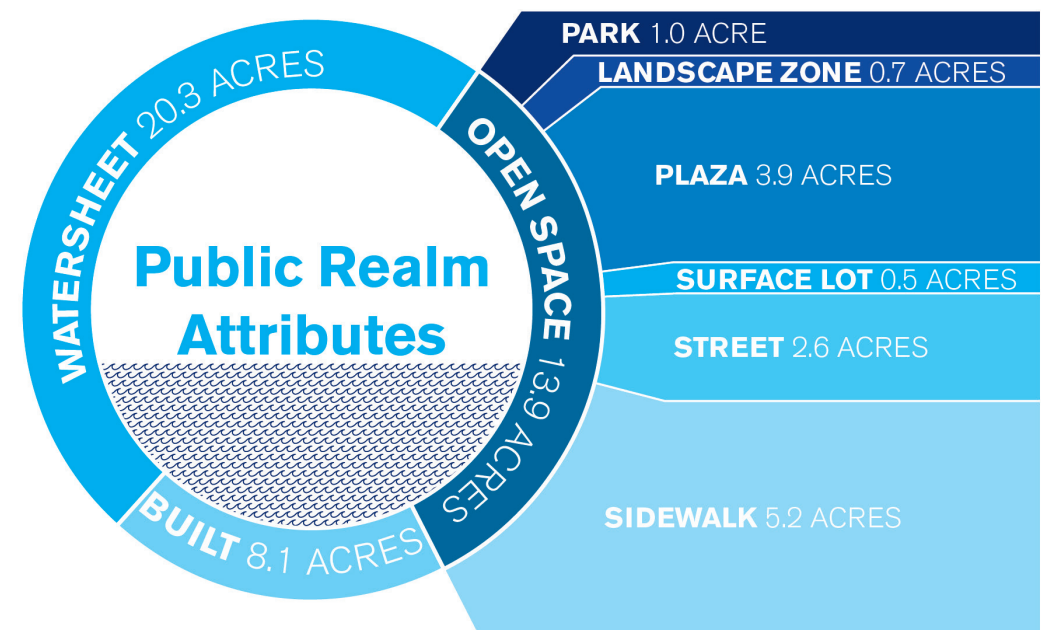 Public Realm
Attributes
WATERSHEET 20.3 ACRES
OPEN SPACE 13.9 ACRES
BUILT 8.1 ACRES
PARK 1.0 ACRE
LANDSCAPE ZONE 0.7 ACRES
PLAZA 3.9 ACRES
SURFACE LOT 0.5 ACRES
STREET 2.6 ACRES
SIDEWALK 5.2 ACRES